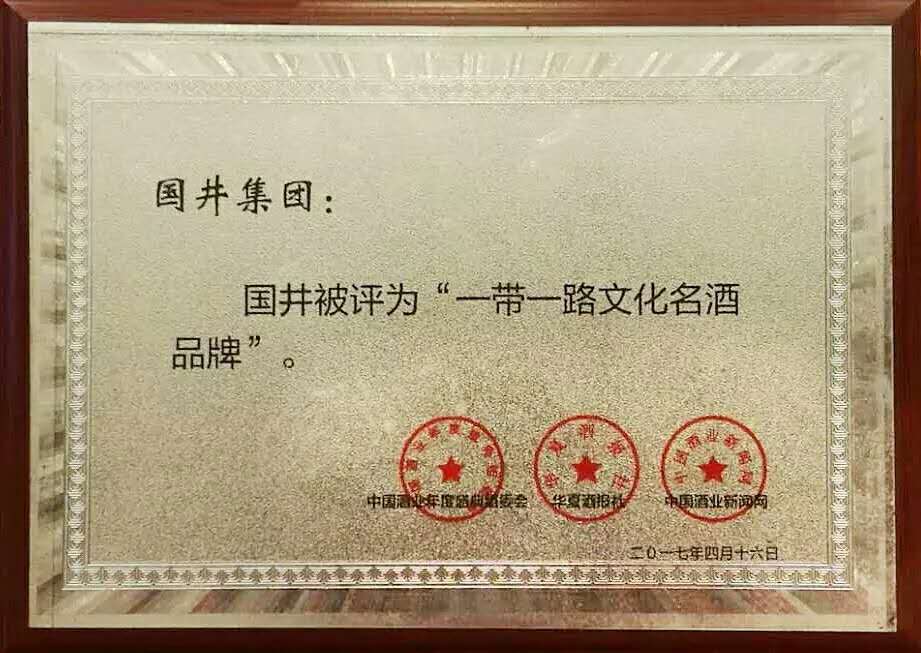 国井集团：
国井被评为“一带一路文化名酒
品牌”。
中国酒业年度盛典组委会 华夏酒报社 中国酒业新闻网
二〇一七年四月十六日